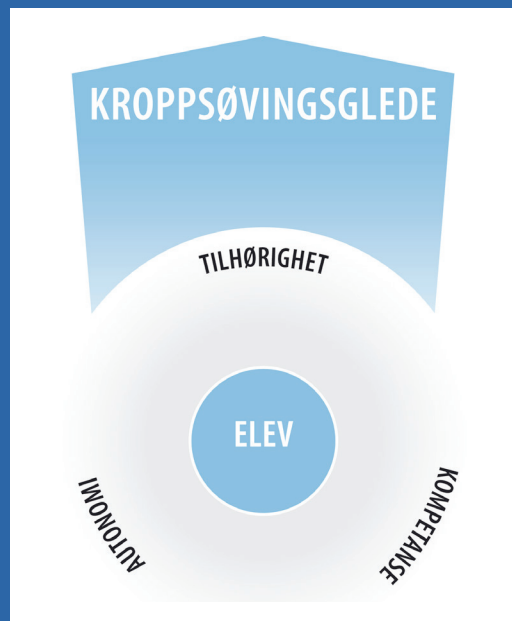 KROPPSØVINGSGLEDE
TILHØRIGHET
ELEV
AUTONOMI
KOMPETANSE